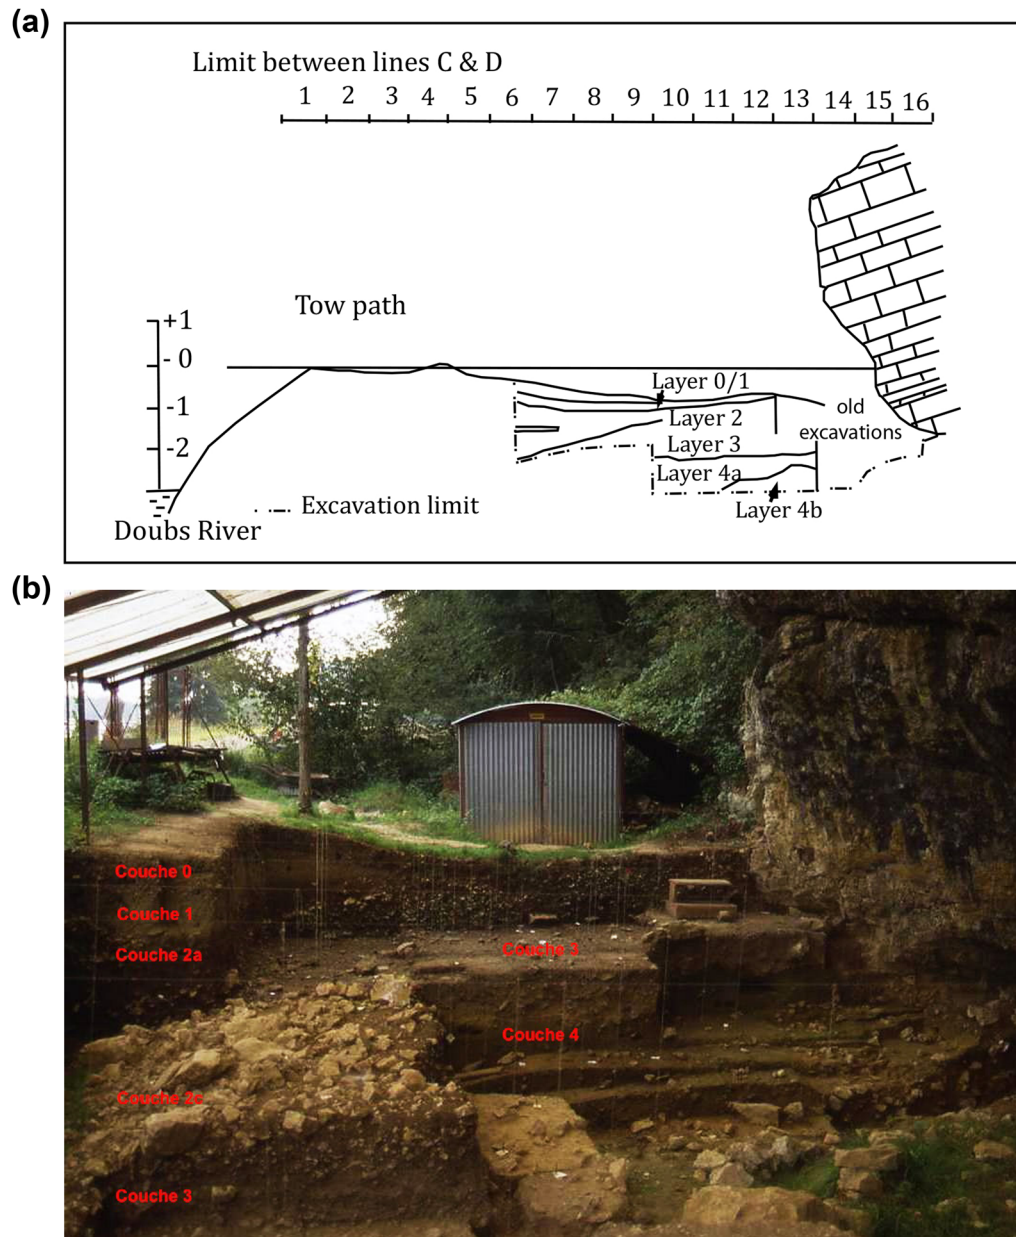 (a)
Limit between lines C & D
1 2 3 4 5 6 7 8 9 10 11 12 13 14 15 16
Tow path
+1
- 0
-1
-2
Layer 0/1
Layer 2
old
excavations
Layer 3
Layer 4a
Layer 4b
Excavation limit
Doubs River
(b)
Couche 0
Couche 1
Couche 2a
Couche 3
Couche 4
Couche 2c
Couche 3